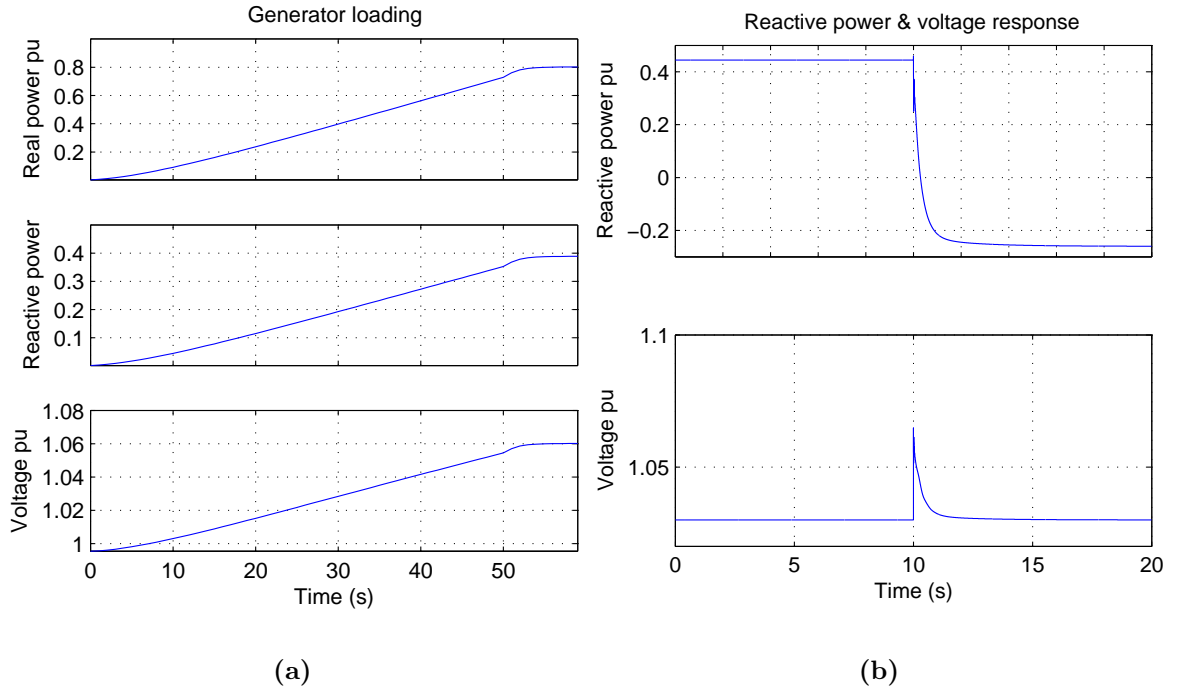 Generator loading
Real power pu
0.8
0.6
0.4
0.2
Reactive power
0.4
0.3
0.2
0.1
Voltage pu
1.08
1.06
1.04
1.02
1
0 10 20 30 40 50
Time (s)
(a)
Reactive power & voltage response
Reactive power pu
0.4
0.2
0
−0.2
Voltage pu
1.1
1.05
0 5 10 15 20
Time (s)
(b)